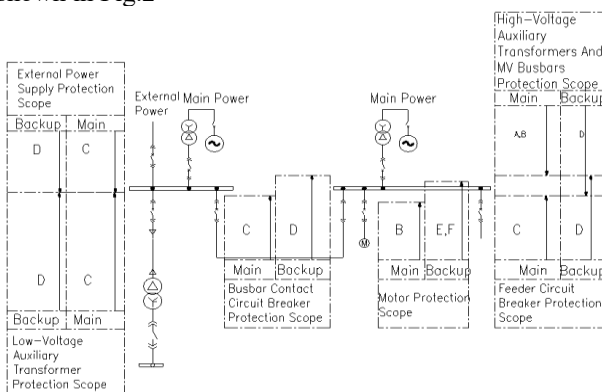 shown in Fig.2
External Power
Supply Protection
Scope
Backup Main
D C
D C
Backup Main
Low-Voltage
Auxiliary
Transformer
Protection Scope
External
Power
Main Power
C D
Main Backup
Busbar Contact
Circuit Breaker
Protection Scope
Main Power
M
B E,F
Main Backup
Motor Protection
Scope
High-Voltage
Auxiliary
Transformers And
MV Busbars
Protection Scope
Main Backup
A,B D
C D
Main Backup
Feeder Circuit
Breaker Protection
Scope